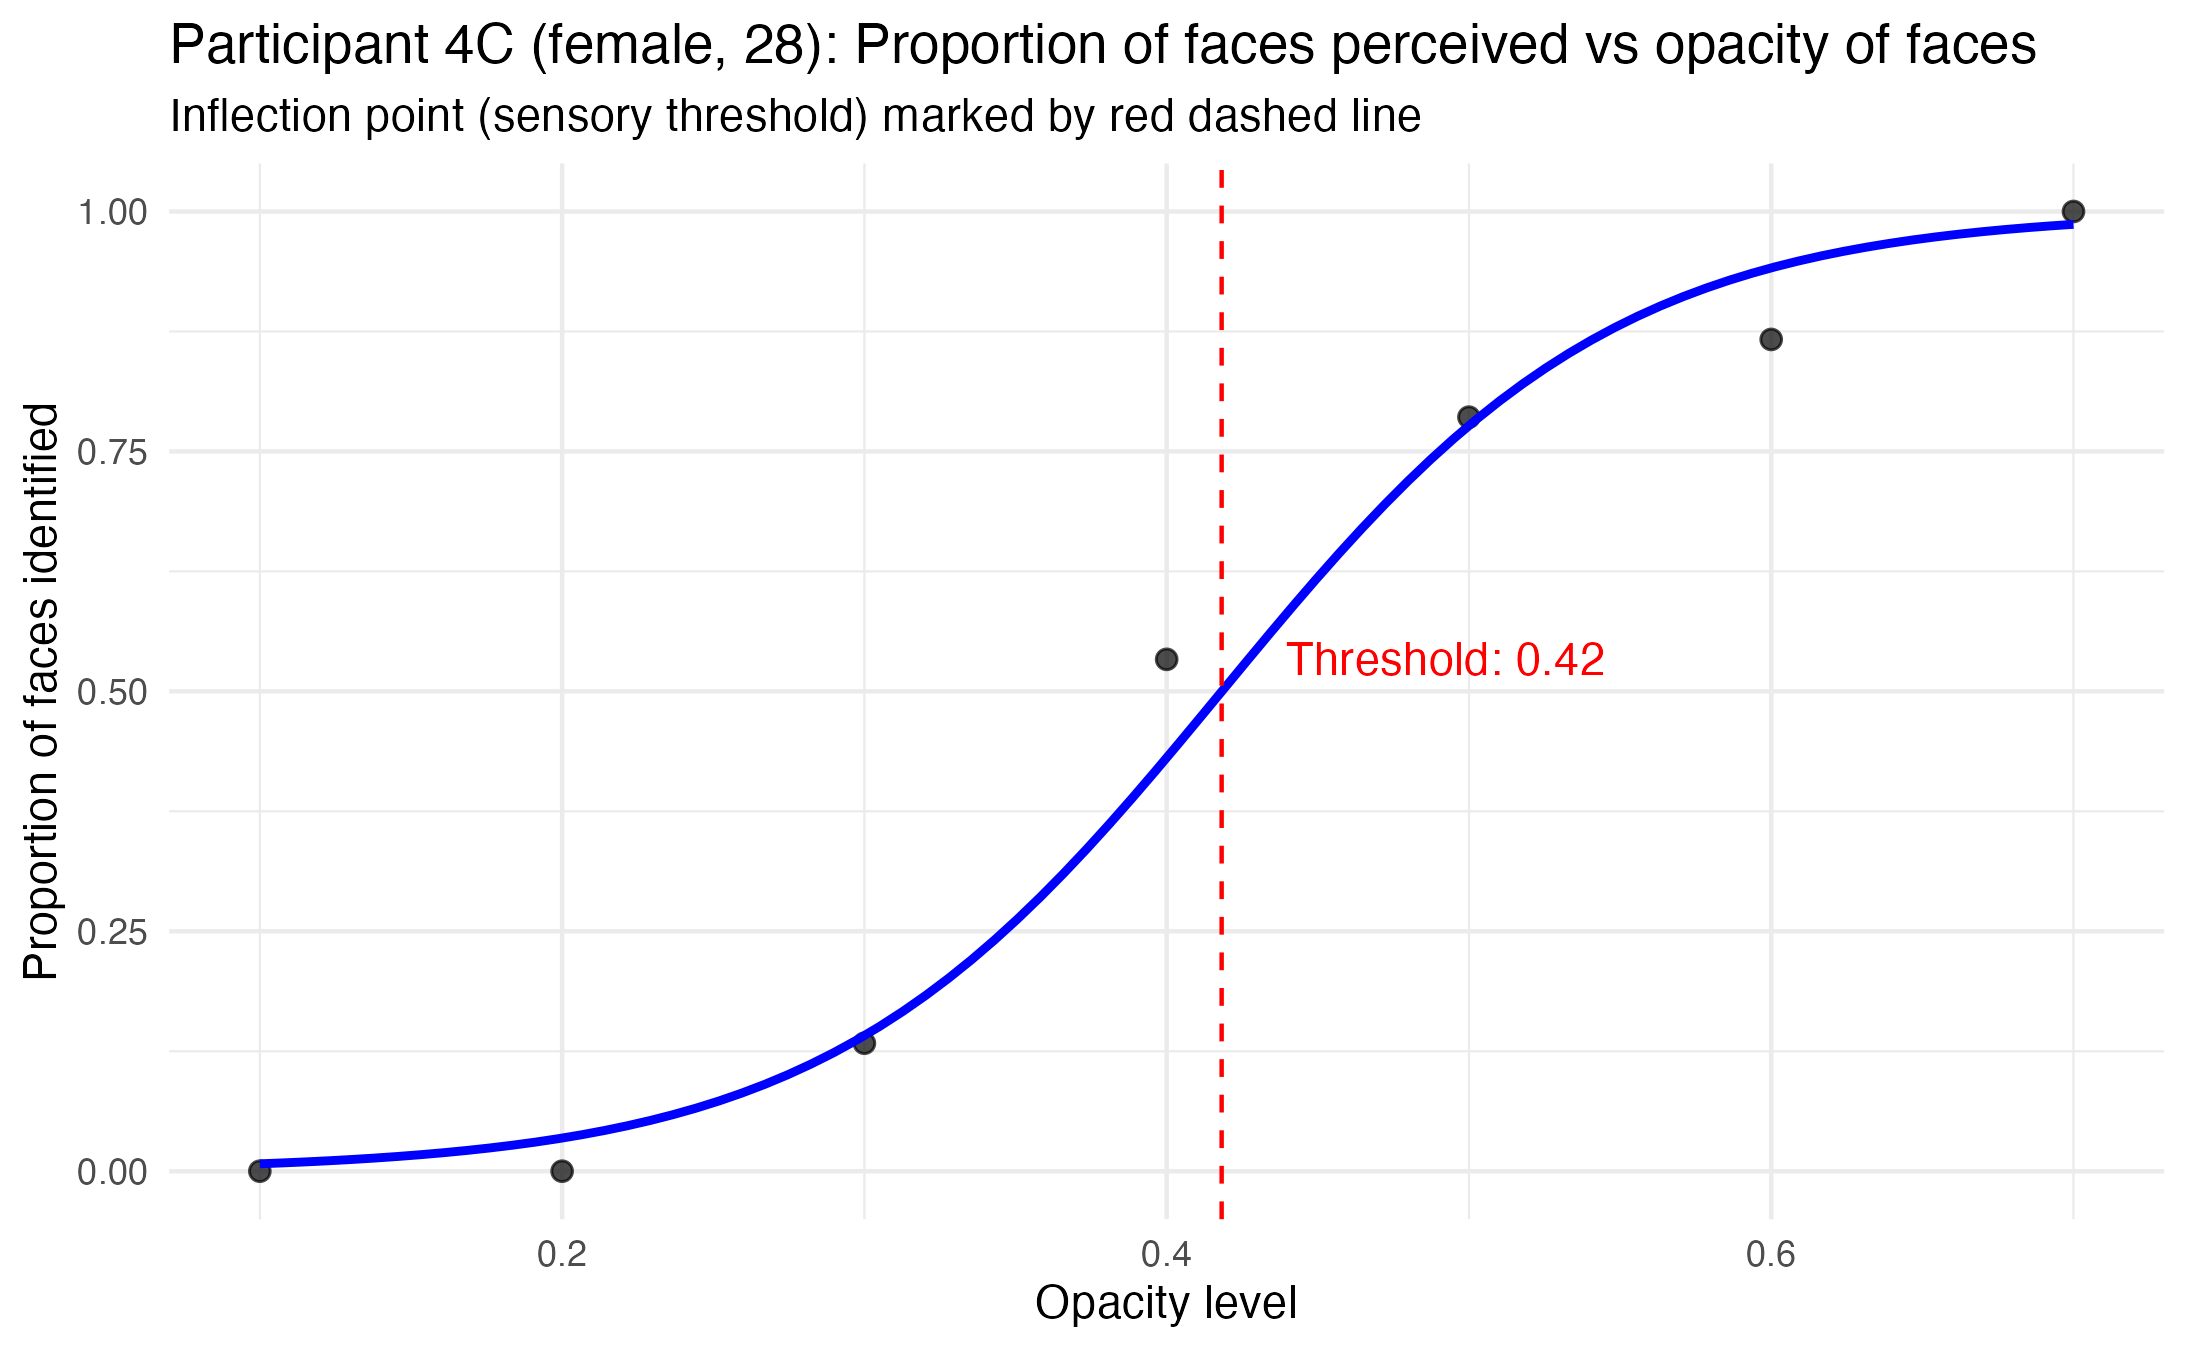 Participant 4C (female, 28): Proportion of faces perceived vs opacity of faces
Inflection point (sensory threshold) marked by red dashed line
Proportion of faces identified
1.00
0.75
0.50
0.25
0.00
Threshold: 0.42
0.2
0.4
0.6
Opacity level